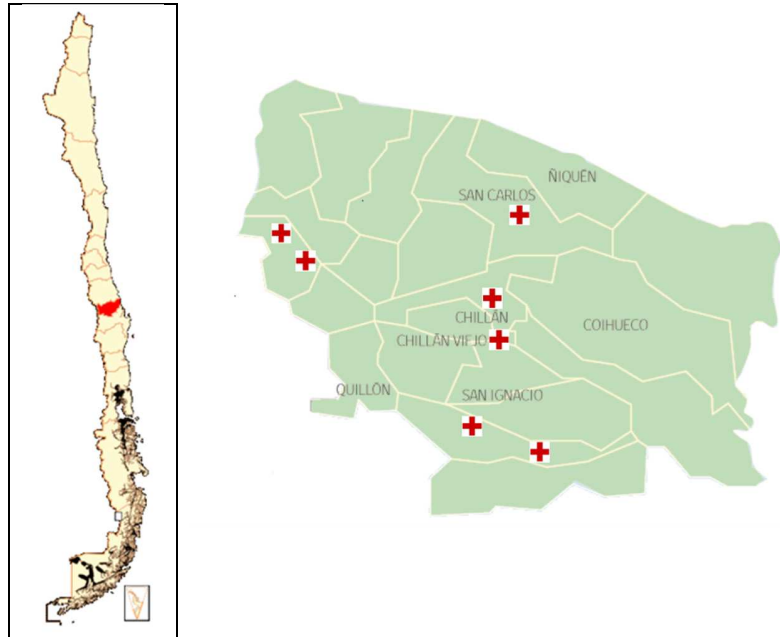 ÑIQUÉN
SAN CARLOS
CHILLÁN
COIHUECO
CHILLÁN VIEJO
QUILLÓN
SAN IGNACIO